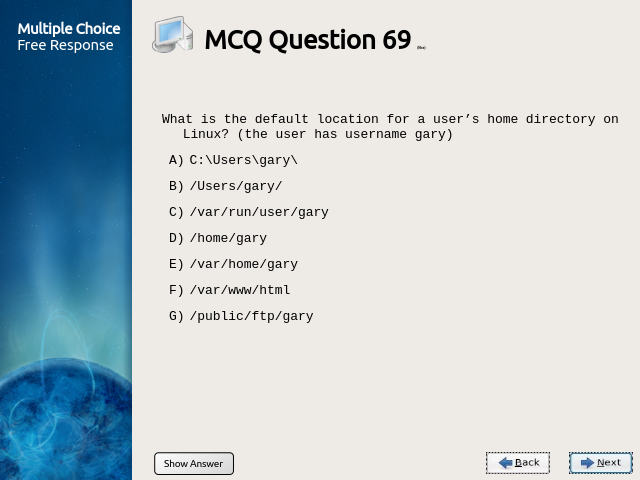 Multiple Choice
Free Response
MCQ Question 69
What is the default location for a user’s home directory on
Linux? (the user has username gary)
A) C:\Users\gary\
B) /Users/gary/
C) /var/run/user/gary
D) /home/gary
E) /var/home/gary
F) /var/www/html
G) /public/ftp/gary
Show Answer
Back
Next